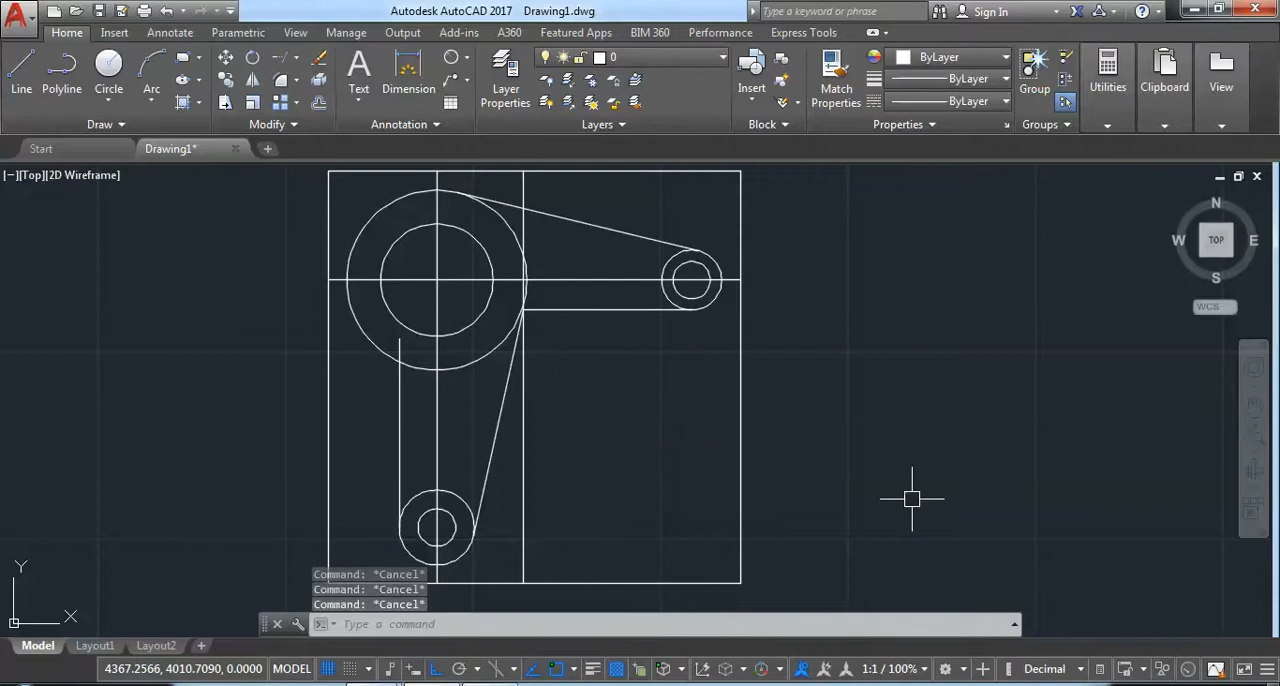 Autodesk AutoCAD 2017 Drawing1.dwg
Type a keyword or phrase
Sign In
Home Insert Annotate Parametric View Manage Output Add-ins A360 Featured Apps BIM 360 Performance Express Tools
Line Polyline Circle Arc
Text Dimension
Layer
Properties
0
Insert
Match
Properties
ByLayer
ByLayer
ByLayer
Group
Utilities
Clipboard
View
Draw Modify Annotation Layers Block Properties Groups
Start Drawing1*
[−][Top][2D Wireframe]
N
W TOP E
S
WCS
Y
X
Command: *Cancel*
Command: *Cancel*
Command: *Cancel*
Type a command
Model Layout1 Layout2
4367.2566, 4010.7090, 0.0000 MODEL 1:1 / 100% Decimal